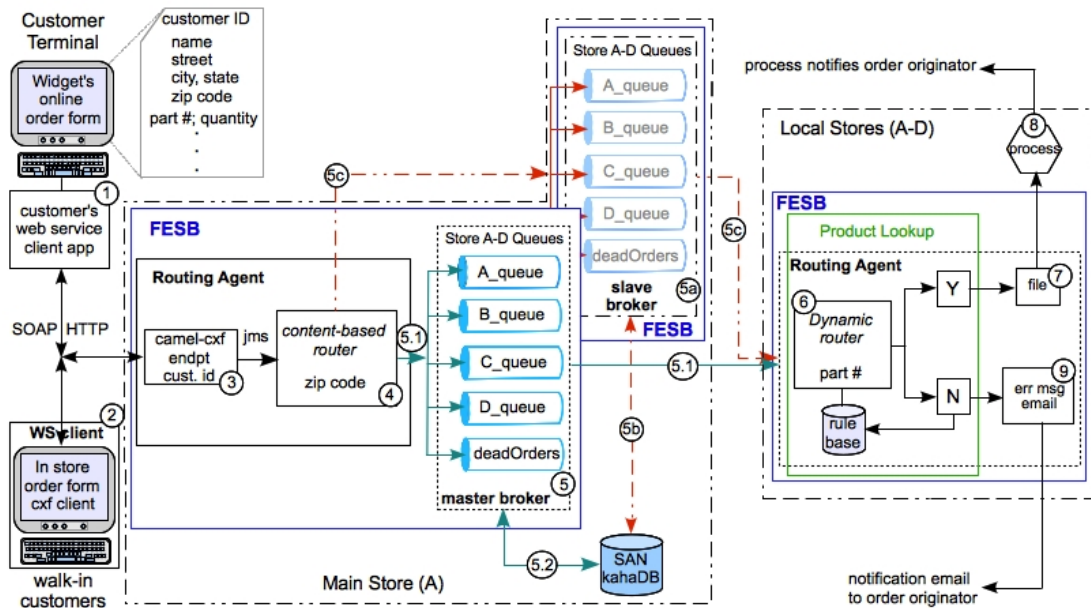 Customer
Terminal
Widget's
online
order form
customer ID
name
street
city, state
zip code
part #; quantity
.
.
.
1
customer's
web service
client app
SOAP
HTTP
2
WS client
In store
order form
cxf client
walk-in
customers
FESB
Routing Agent
camel-cxf
endpt
cust. id
3
jms
content-based
router
zip code
4
5.1
Store A-D Queues
A_queue
B_queue
C_queue
D_queue
deadOrders
5
master broker
5.2
SAN
kahaDB
Main Store (A)
5c
Store A-D Queues
A_queue
B_queue
C_queue
D_queue
deadOrders
5a
slave
broker
FESB
5b
5c
5.1
process notifies order originator
Local Stores (A-D)
8
process
FESB
Product Lookup
Routing Agent
6
Dynamic
router
part #
rule
base
Y
N
file
7
9
err msg
email
notification email
to order originator